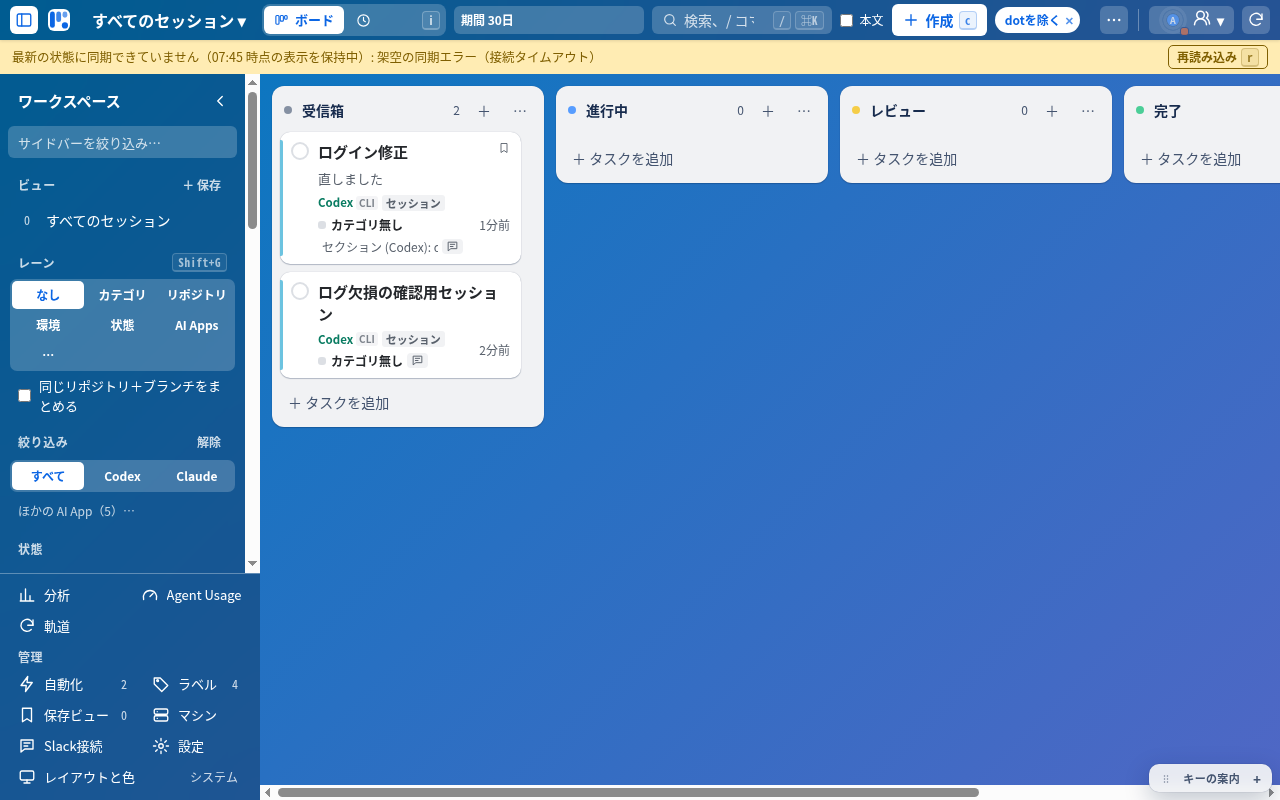 すべてのセッション ▾
ボード
i
期間 30日
検索、/ コマ
/
⌘K
本文
＋ 作成 c
dotを除く ×
…
A
▾
最新の状態に同期できていません（07:45 時点の表示を保持中）: 架空の同期エラー（接続タイムアウト）
再読み込み r
ワークスペース
サイドバーを絞り込み…
ビュー
＋ 保存
0 すべてのセッション
レーン
Shift+G
なし カテゴリ リポジトリ
環境 状態 AI Apps
…
同じリポジトリ＋ブランチをま
とめる
絞り込み
解除
すべて Codex Claude
ほかの AI App（5）…
状態
分析
Agent Usage
軌道
管理
自動化 2
ラベル 4
保存ビュー 0
マシン
Slack接続
設定
レイアウトと色 システム
受信箱 2 ＋ …
ログイン修正
直しました
Codex CLI セッション
カテゴリ無し 1分前
セクション (Codex): c
ログ欠損の確認用セッショ
ン
Codex CLI セッション
カテゴリ無し 2分前
＋ タスクを追加
進行中 0 ＋ …
＋ タスクを追加
レビュー 0 ＋ …
＋ タスクを追加
完了
＋ タスクを追加
キーの案内 +